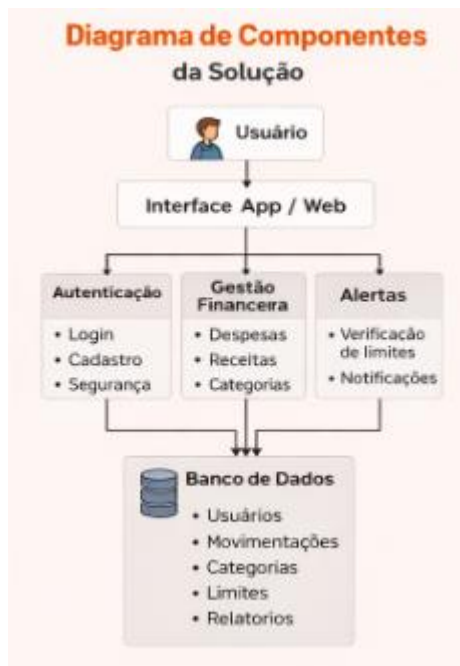 Diagrama de Componentes
da Solução
Usuário
Interface App / Web
Autenticação
• Login
• Cadastro
• Segurança
Gestão
Financeira
• Despesas
• Receitas
• Categorias
Alertas
• Verificação
de limites
• Notificações
Banco de Dados
• Usuários
• Movimentações
• Categorias
• Limites
• Relatorios